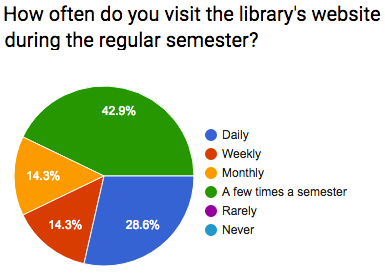 How often do you visit the library's website
during the regular semester?
42.9%
14.3%
14.3%
28.6%
Daily
Weekly
Monthly
A few times a semester
Rarely
Never